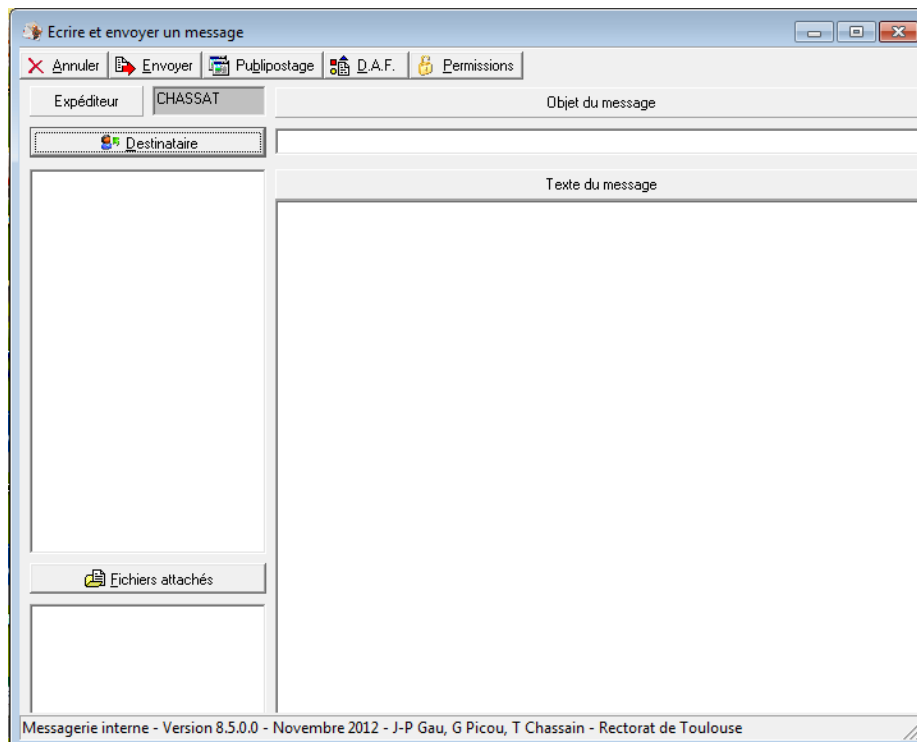 Ecrire et envoyer un message
Annuler Envoyer Publipostage D.A.F. Permissions
Expéditeur CHASSAT Objet du message
Destinataire
Texte du message
Fichiers attachés
Messagerie interne - Version 8.5.0.0 - Novembre 2012 - J-P Gau, G Picou, T Chassain - Rectorat de Toulouse